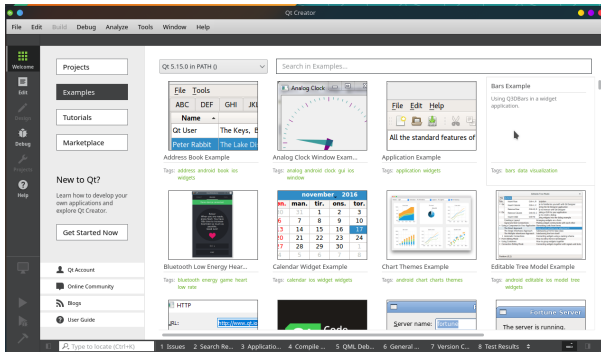 Qt Creator
File Edit Build Debug Analyze Tools Window Help
Welcome
Edit
Design
Debug
Projects
Help
Projects
Examples
Tutorials
Marketplace
New to Qt?
Learn how to develop your
own applications and
explore Qt Creator.
Get Started Now
Qt Account
Online Community
Blogs
User Guide
Qt 5.15.0 in PATH ()
Search in Examples...
File Tools
ABC DEF GHI JKL
Name
Qt User The Keys, B
Peter Rabbit The Lake Di
Address Book Example
Tags: address android book ios
widgets
Analog Clock
Analog Clock Window Exam...
Tags: analog android clock gui ios
window
File Edit Help
All the standard features of
Application Example
Tags: application widgets
Bars Example
Using Q3DBars in a widget
application.
Tags: bars data visualization
Bluetooth Low Energy Hear...
Tags: bluetooth energy game heart
low rate
november 2016
man. tir. ons. tor.
31 1 2 3
7 8 9 10
14 15 16 17
21 22 23 24
28 29 30 1
Calendar Widget Example
Tags: calendar ios widget widgets
Chart Themes Example
Tags: android chart charts themes
Editable Tree Model Example
Tags: android editable ios model tree
widgets
HTTP
URL: http://www.qt.io
Code
Server name: fortune
Fortune Server
The server is running.
Type to locate (Ctrl+K)
1 Issues 2 Search Re... 3 Applicatio... 4 Compile ... 5 QML Deb... 6 General ... 7 Version C... 8 Test Results